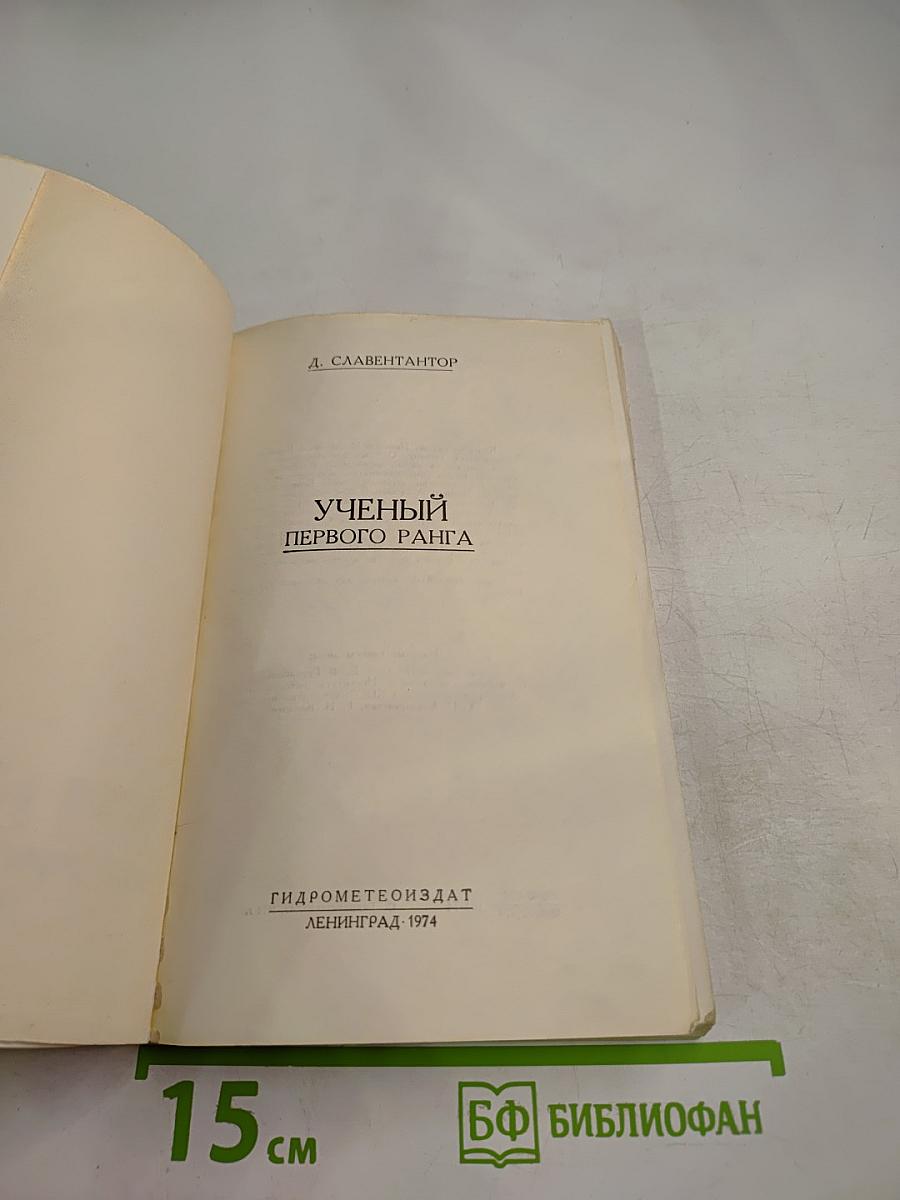 Д. СЛАВЕНТАНТОР
УЧЕНЫЙ
ПЕРВОГО РАНГА
ГИДРОМЕТЕОИЗДАТ
ЛЕНИНГРАД · 1974
15 см
БФ БИБЛИОФАН